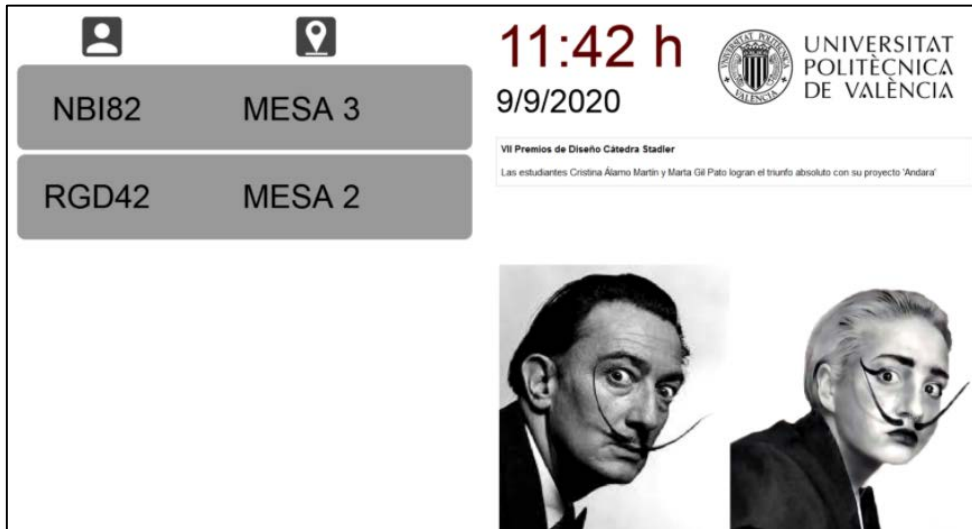 NBI82 MESA 3
RGD42 MESA 2
11:42 h
9/9/2020
UNIVERSITAT
POLITÈCNICA
DE VALÈNCIA
VII Premios de Diseño Cátedra Stadler
Las estudiantes Cristina Álamo Martín y Marta Gil Pato logran el triunfo absoluto con su proyecto 'Andara'